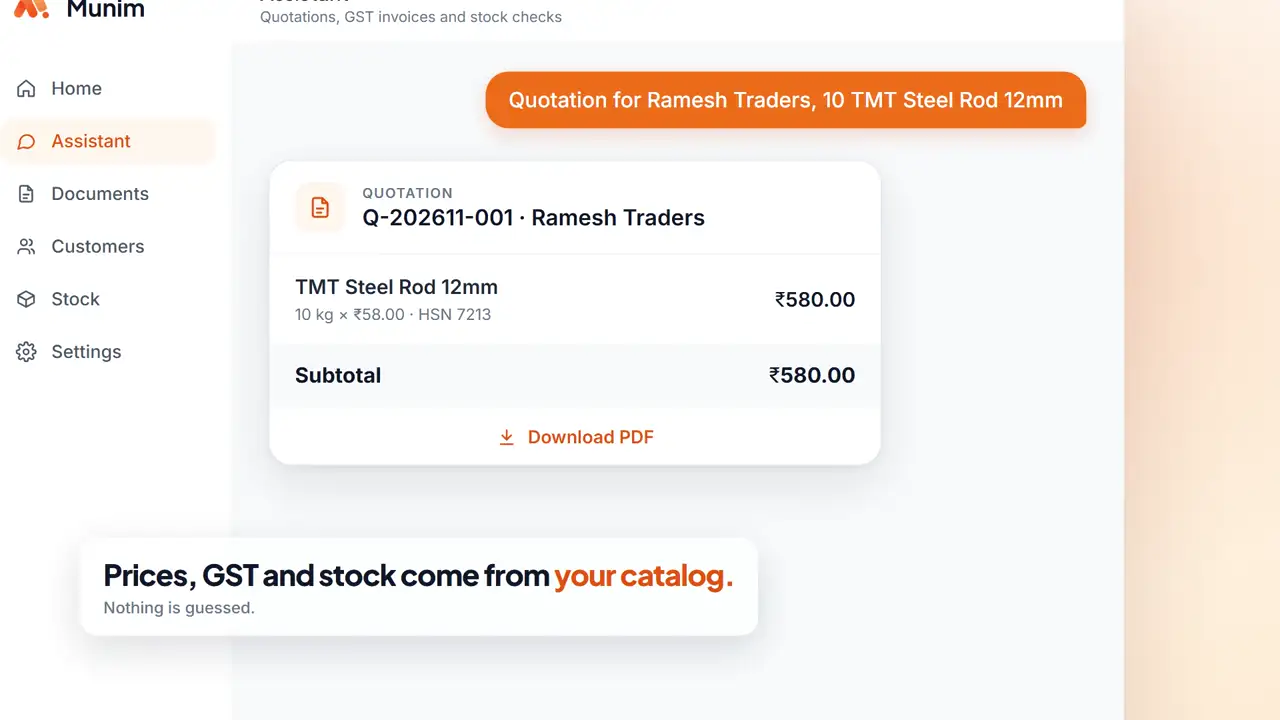 Munim
Quotations, GST invoices and stock checks
Home
Assistant
Documents
Customers
Stock
Settings
Quotation for Ramesh Traders, 10 TMT Steel Rod 12mm
QUOTATION
Q-202611-001 · Ramesh Traders
TMT Steel Rod 12mm
10 kg × ₹58.00 · HSN 7213
₹580.00
Subtotal
₹580.00
Download PDF
Prices, GST and stock come from your catalog.
Nothing is guessed.